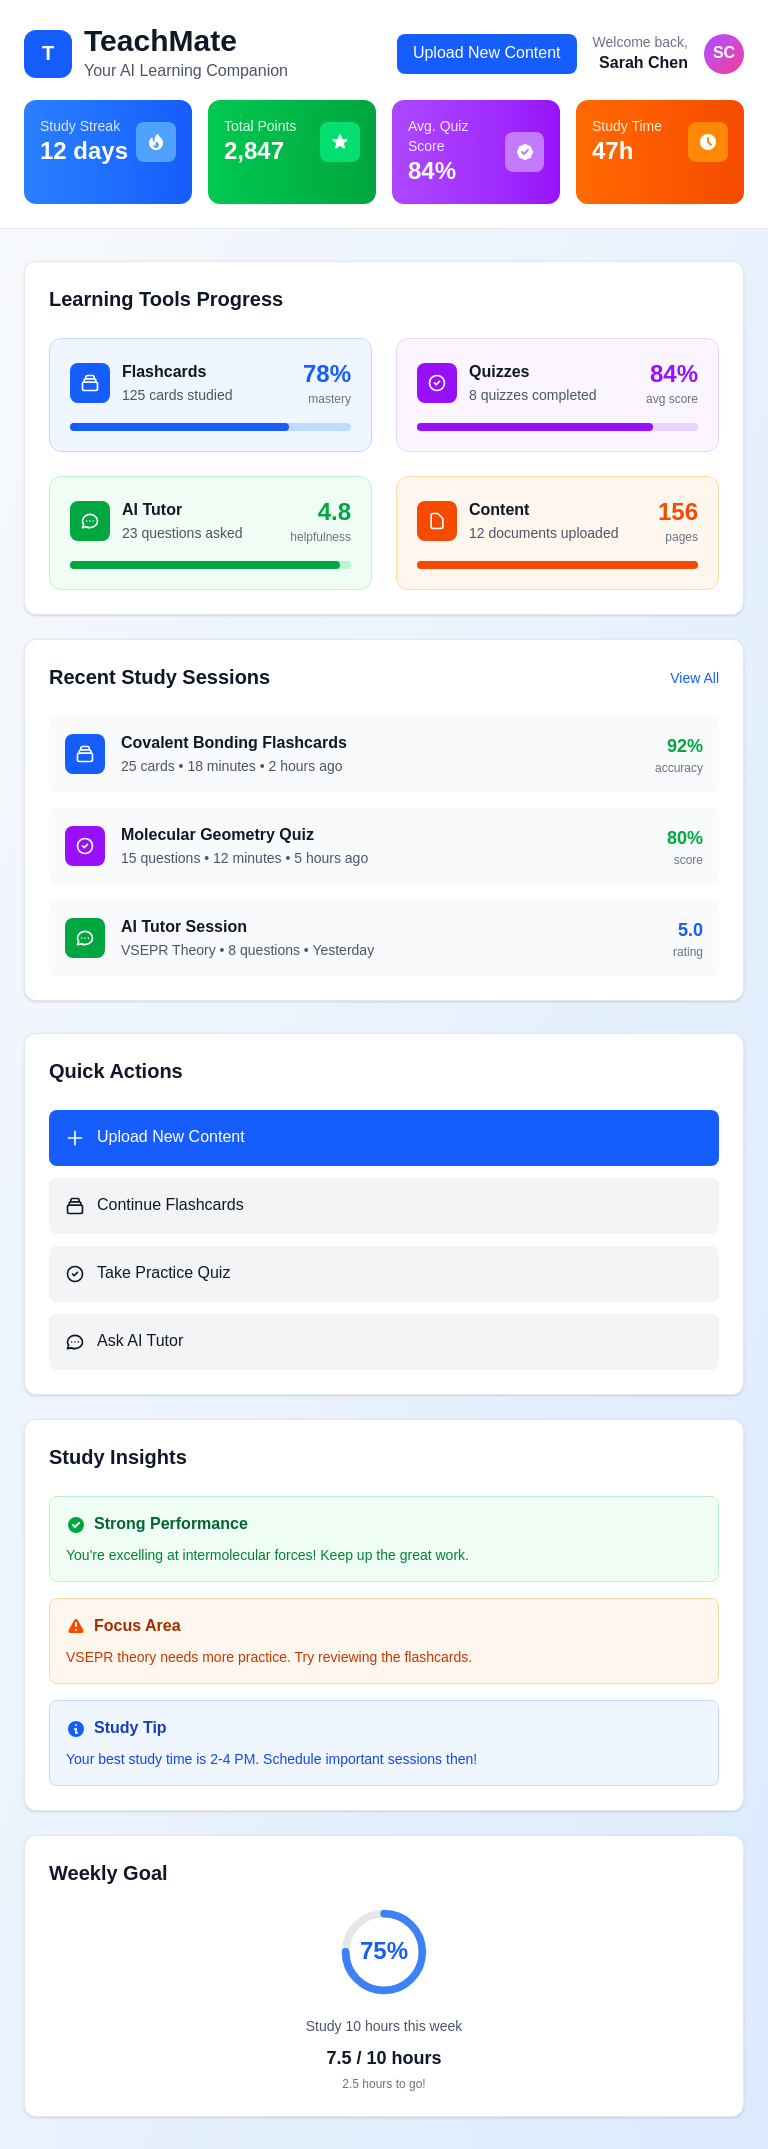 T
TeachMate
Your AI Learning Companion
Upload New Content
Welcome back,
Sarah Chen
SC
Study Streak
12 days
Total Points
2,847
Avg. Quiz
Score
84%
Study Time
47h
Learning Tools Progress
Flashcards
125 cards studied
78%
mastery
Quizzes
8 quizzes completed
84%
avg score
AI Tutor
23 questions asked
4.8
helpfulness
Content
12 documents uploaded
156
pages
Recent Study Sessions
View All
Covalent Bonding Flashcards
25 cards • 18 minutes • 2 hours ago
92%
accuracy
Molecular Geometry Quiz
15 questions • 12 minutes • 5 hours ago
80%
score
AI Tutor Session
VSEPR Theory • 8 questions • Yesterday
5.0
rating
Quick Actions
Upload New Content
Continue Flashcards
Take Practice Quiz
Ask AI Tutor
Study Insights
Strong Performance
You're excelling at intermolecular forces! Keep up the great work.
Focus Area
VSEPR theory needs more practice. Try reviewing the flashcards.
Study Tip
Your best study time is 2-4 PM. Schedule important sessions then!
Weekly Goal
75%
Study 10 hours this week
7.5 / 10 hours
2.5 hours to go!